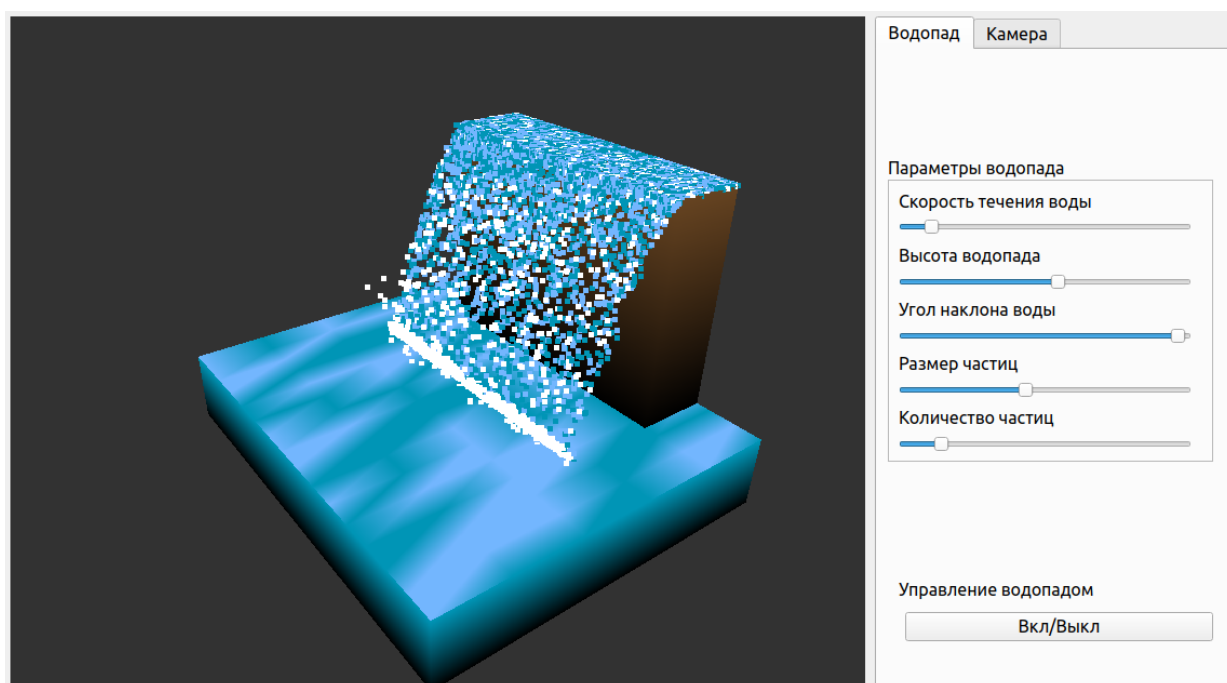 Водопад Камера
Параметры водопада
Скорость течения воды
Высота водопада
Угол наклона воды
Размер частиц
Количество частиц
Управление водопадом
Вкл/Выкл